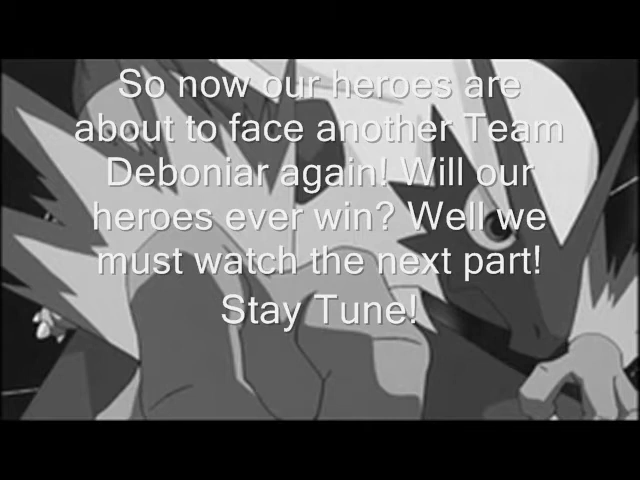 So now our heroes are
about to face another Team
Deboniar again! Will our
heroes ever win? Well we
must watch the next part!
Stay Tune!